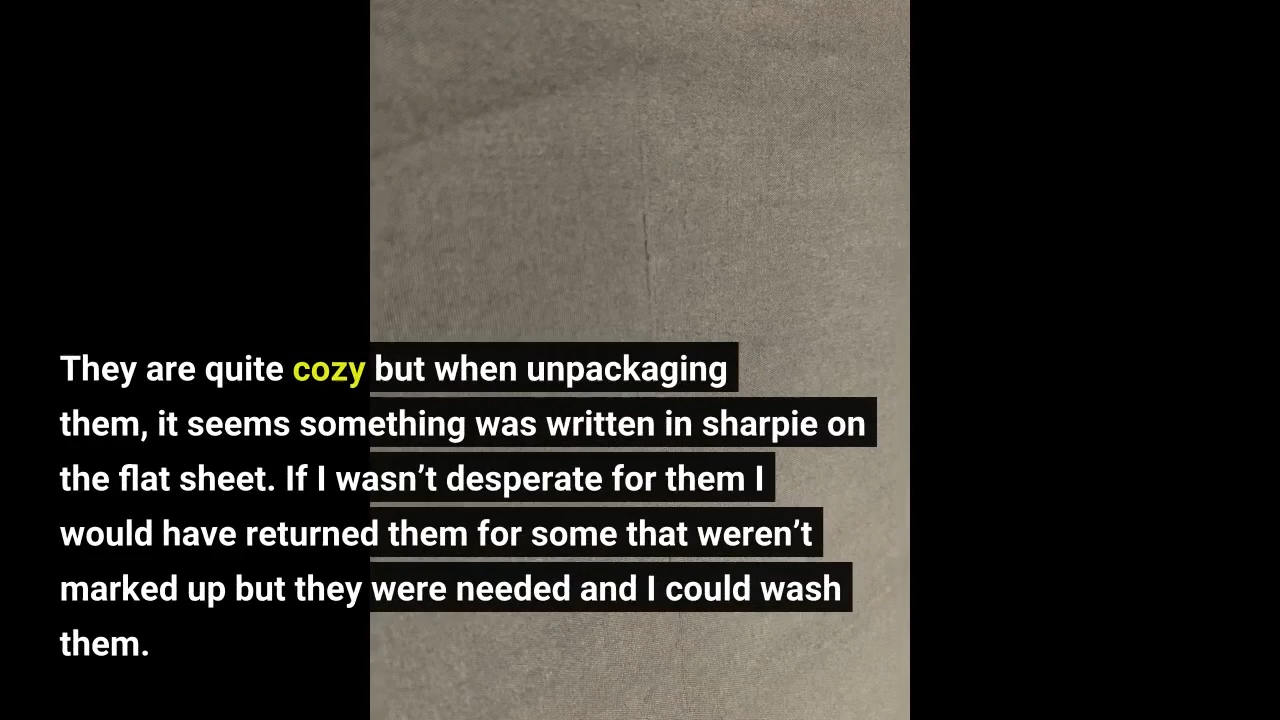 They are quite cozy but when unpackaging
them, it seems something was written in sharpie on
the flat sheet. If I wasn’t desperate for them I
would have returned them for some that weren’t
marked up but they were needed and I could wash
them.